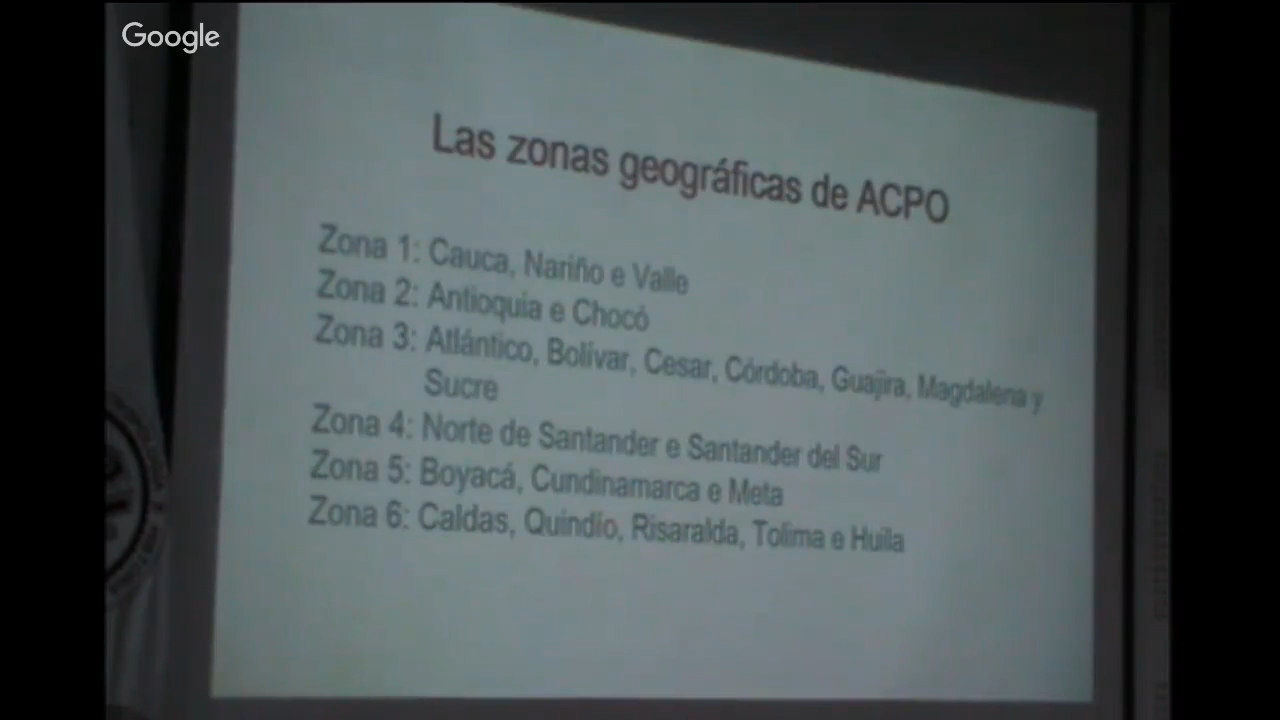 Google
Las zonas geográficas de ACPO
Zona 1: Cauca, Nariño e Valle
Zona 2: Antioquia e Chocó
Zona 3: Atlántico, Bolívar, Cesar, Córdoba, Guajira, Magdalena y
Sucre
Zona 4: Norte de Santander e Santander del Sur
Zona 5: Boyacá, Cundinamarca e Meta
Zona 6: Caldas, Quindío, Risaralda, Tolima e Huila